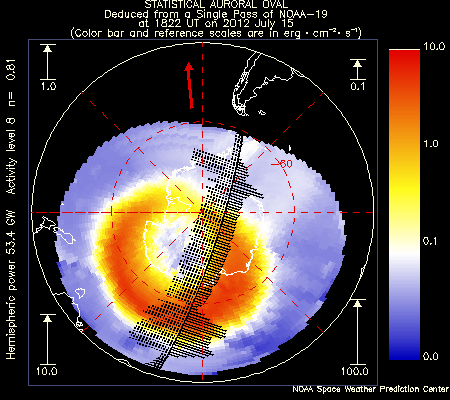 STATISTICAL AURORAL OVAL
Deduced from a Single Pass of NOAA-19
at 1822 UT on 2012 July 15
(Color bar and reference scales are in erg·cm⁻²·s⁻¹)
Hemispheric power 53.4 GW Activity level 8 n= 0.81
1.0
0.1
-60
10.0
100.0
10.0
1.0
0.1
0.0
NOAA Space Weather Prediction Center